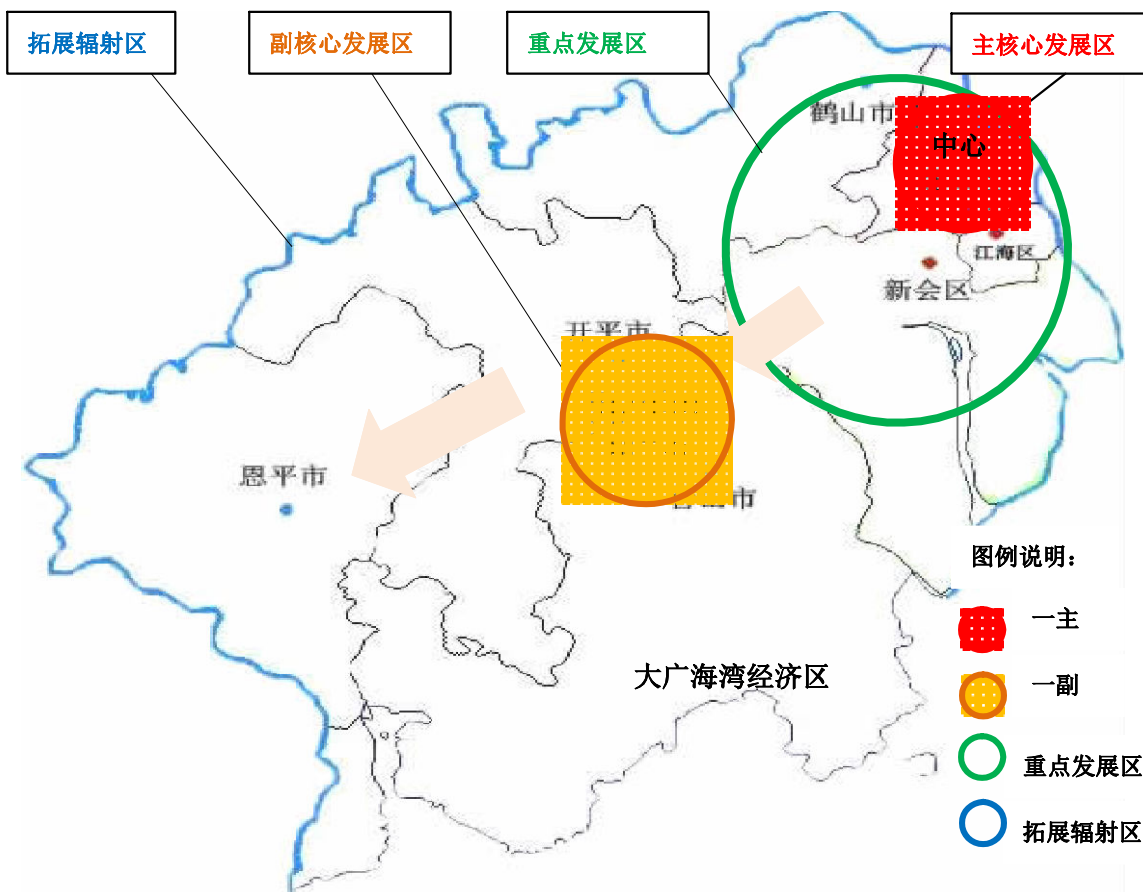 拓展辐射区
副核心发展区
重点发展区
主核心发展区
鹤山市
中心
江海区
新会区
开平市
恩平市
市
大广海湾经济区
图例说明：
一主
一副
重点发展区
拓展辐射区